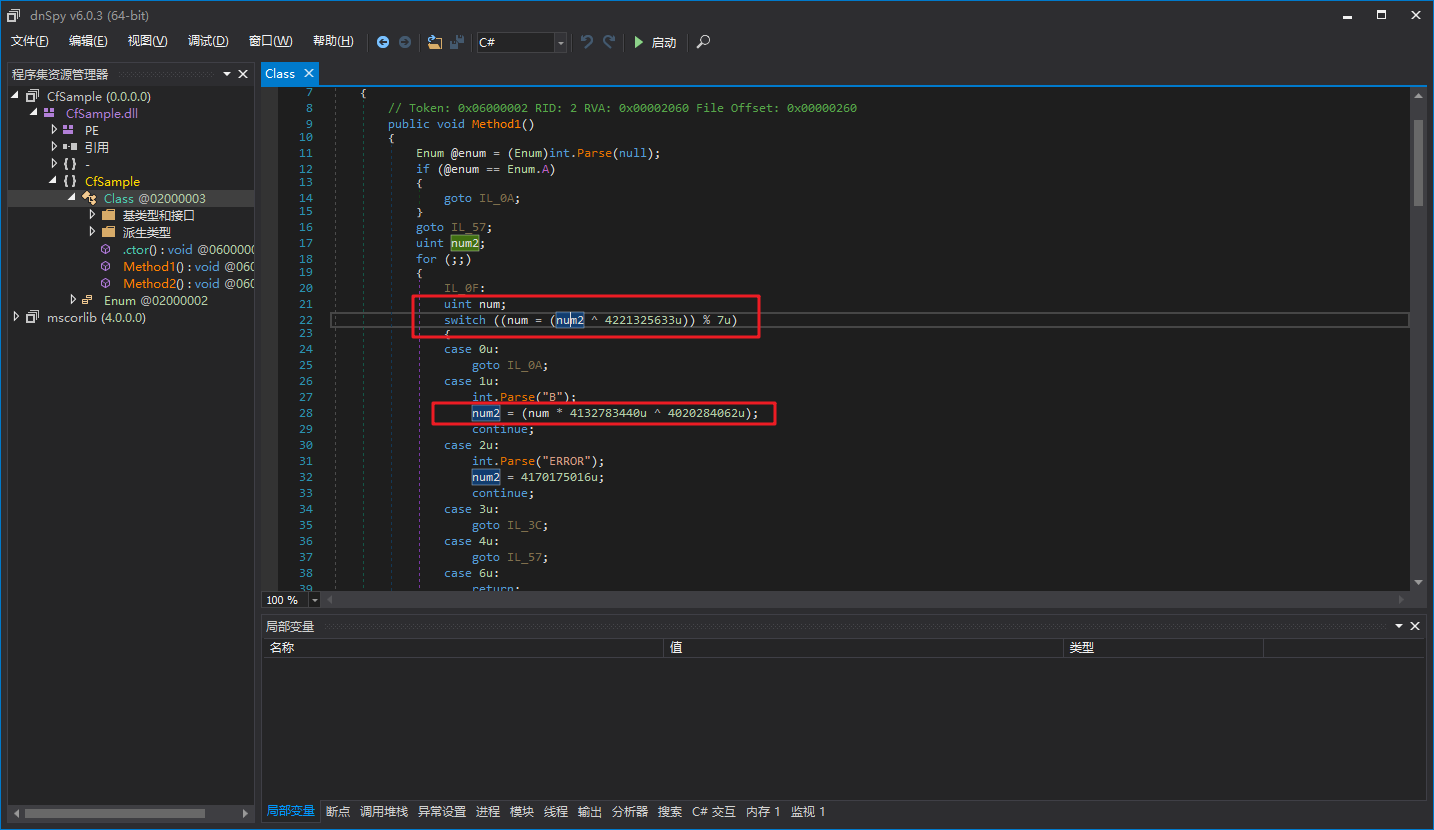 dnSpy v6.0.3 (64-bit)
文件(F) 编辑(E) 视图(V) 调试(D) 窗口(W) 帮助(H) C# 启动
程序集资源管理器
CfSample (0.0.0.0)
CfSample.dll
PE
引用
{ } -
{ } CfSample
Class @02000003
基类型和接口
派生类型
.ctor() : void @0600000
Method1() : void @060
Method2() : void @060
Enum @02000002
mscorlib (4.0.0.0)
Class
7 {
8 // Token: 0x06000002 RID: 2 RVA: 0x00002060 File Offset: 0x00000260
9 public void Method1()
10 {
11 Enum @enum = (Enum)int.Parse(null);
12 if (@enum == Enum.A)
13 {
14 goto IL_0A;
15 }
16 goto IL_57;
17 uint num2;
18 for (;;)
19 {
20 IL_0F:
21 uint num;
22 switch ((num = (num2 ^ 4221325633u)) % 7u)
23 {
24 case 0u:
25 goto IL_0A;
26 case 1u:
27 int.Parse("B");
28 num2 = (num * 4132783440u ^ 4020284062u);
29 continue;
30 case 2u:
31 int.Parse("ERROR");
32 num2 = 4170175016u;
33 continue;
34 case 3u:
35 goto IL_3C;
36 case 4u:
37 goto IL_57;
38 case 6u:
39 return;
100 %
局部变量
名称 值 类型
局部变量 断点 调用堆栈 异常设置 进程 模块 线程 输出 分析器 搜索 C# 交互 内存 1 监视 1